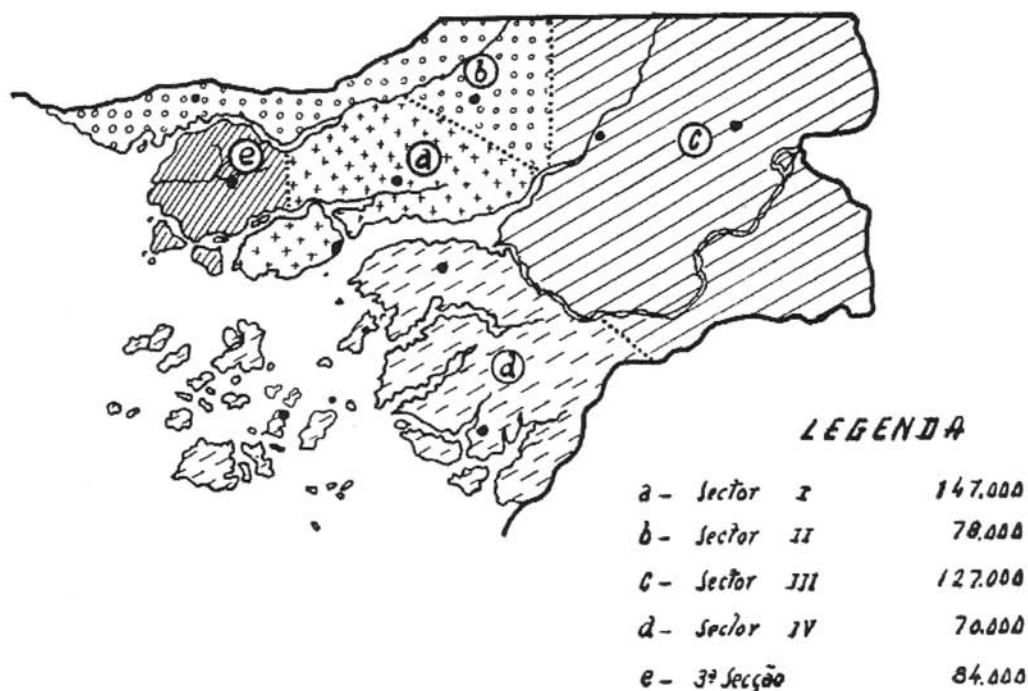 b
e
a
c
d
LEGENDA
a - Sector I 147.000
b - Sector II 78.000
c - Sector III 127.000
d - Sector IV 70.000
e - 3ª Secção 84.000